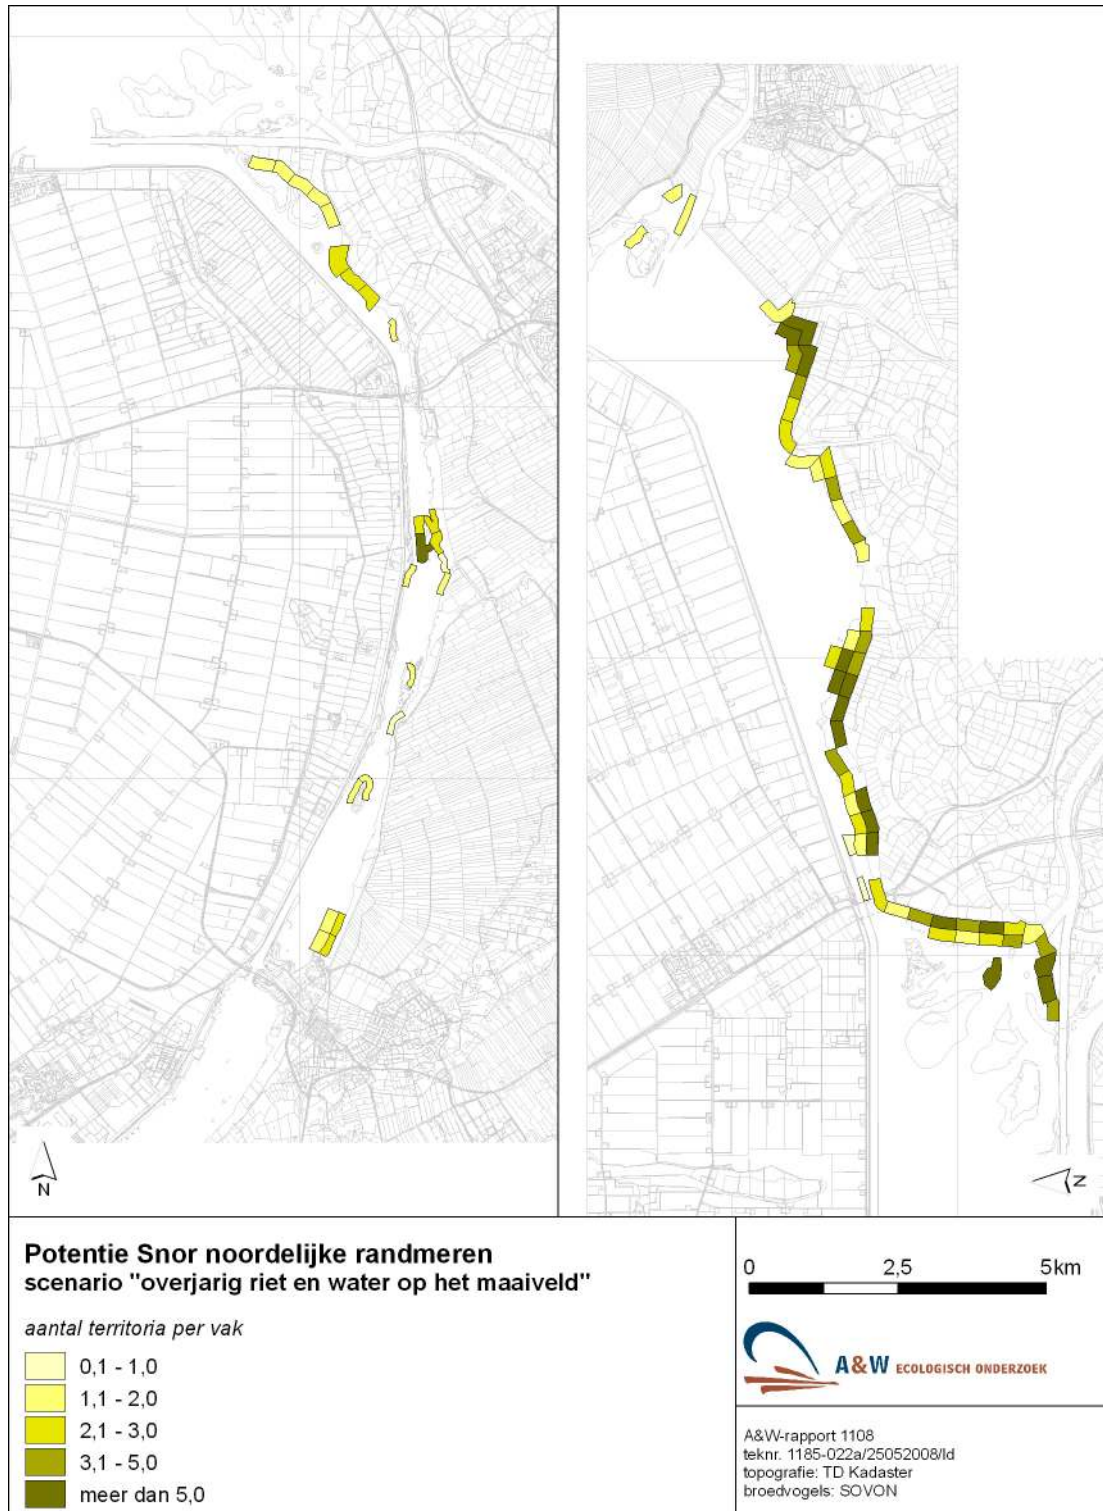 N
N
Potentie Snor noordelijke randmeren
scenario "overjarig riet en water op het maaiveld"
aantal territoria per vak
0,1 - 1,0
1,1 - 2,0
2,1 - 3,0
3,1 - 5,0
meer dan 5,0
0 2,5 5km
A&W ECOLOGISCH ONDERZOEK
A&W-rapport 1108
teknr. 1185-022a/25052008/ld
topografie: TD Kadaster
broedvogels: SOVON